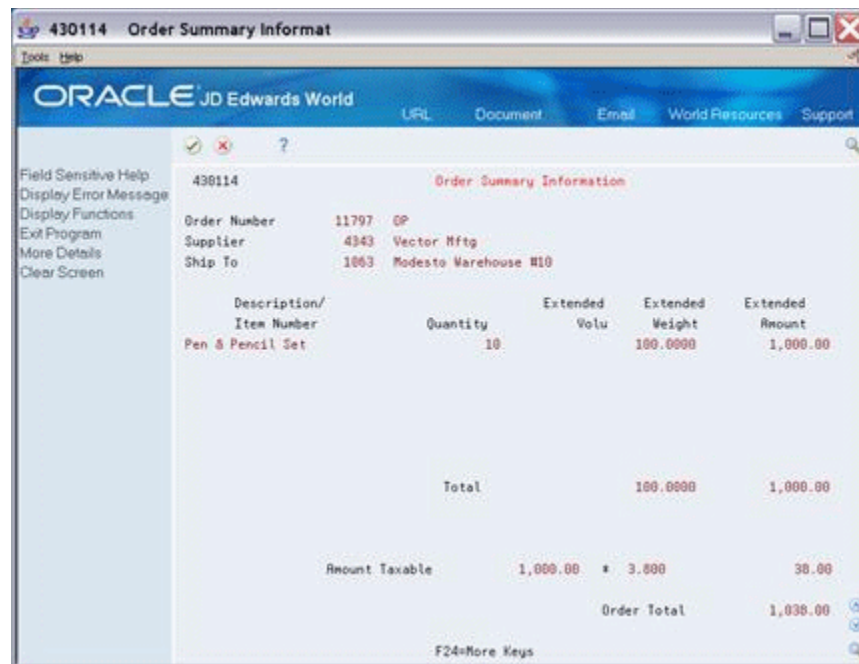 430114 Order Summary Informat
Tools Help
ORACLE JD Edwards World
URL Document Email World Resources Support
?
Field Sensitive Help
Display Error Message
Display Functions
Exit Program
More Details
Clear Screen
430114 Order Summary Information
Order Number 11797 OP
Supplier 4343 Vector Mftg
Ship To 1063 Modesto Warehouse #10
Description/ Extended Extended Extended
Item Number Quantity Volu Weight Amount
Pen & Pencil Set 10 100.0000 1,000.00
Total 100.0000 1,000.00
Amount Taxable 1,000.00 * 3.800 38.00
Order Total 1,038.00
F24=More Keys